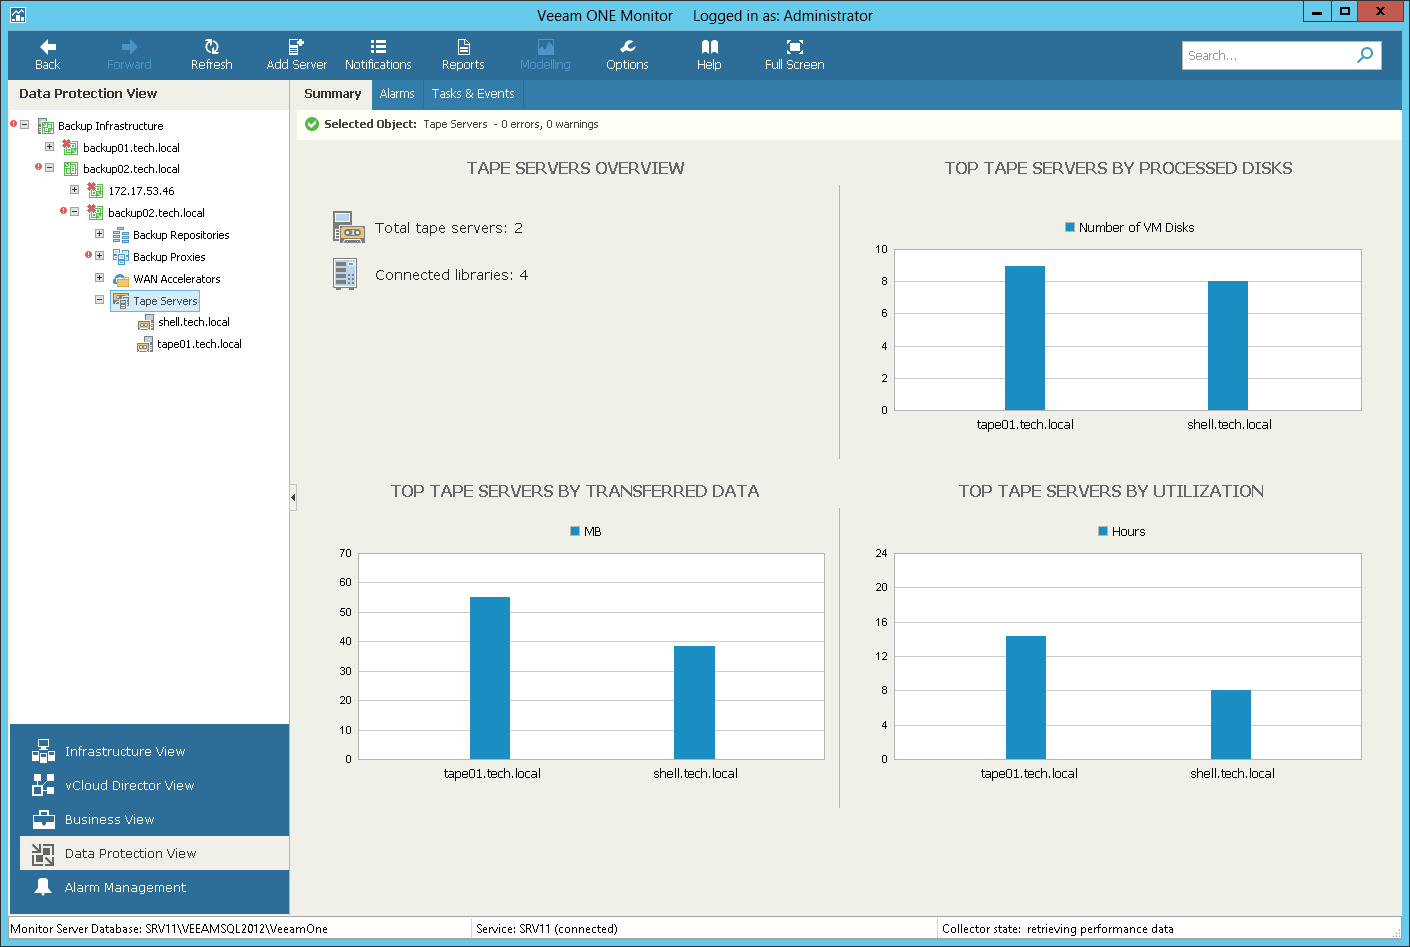 Veeam ONE Monitor Logged in as: Administrator
Back Forward Refresh Add Server Notifications Reports Modelling Options Help Full Screen Search...
Data Protection View
Summary Alarms Tasks & Events
Selected Object: Tape Servers - 0 errors, 0 warnings
Backup Infrastructure
backup01.tech.local
backup02.tech.local
172.17.53.46
backup02.tech.local
Backup Repositories
Backup Proxies
WAN Accelerators
Tape Servers
shell.tech.local
tape01.tech.local
TAPE SERVERS OVERVIEW
Total tape servers: 2
Connected libraries: 4
TOP TAPE SERVERS BY PROCESSED DISKS
Number of VM Disks
10
8
6
4
2
0
tape01.tech.local shell.tech.local
TOP TAPE SERVERS BY TRANSFERRED DATA
MB
70
60
50
40
30
20
10
0
tape01.tech.local shell.tech.local
TOP TAPE SERVERS BY UTILIZATION
Hours
24
20
16
12
8
4
0
tape01.tech.local shell.tech.local
Infrastructure View
vCloud Director View
Business View
Data Protection View
Alarm Management
Monitor Server Database: SRV11\VEEAMSQL2012\VeeamOne
Service: SRV11 (connected)
Collector state: retrieving performance data